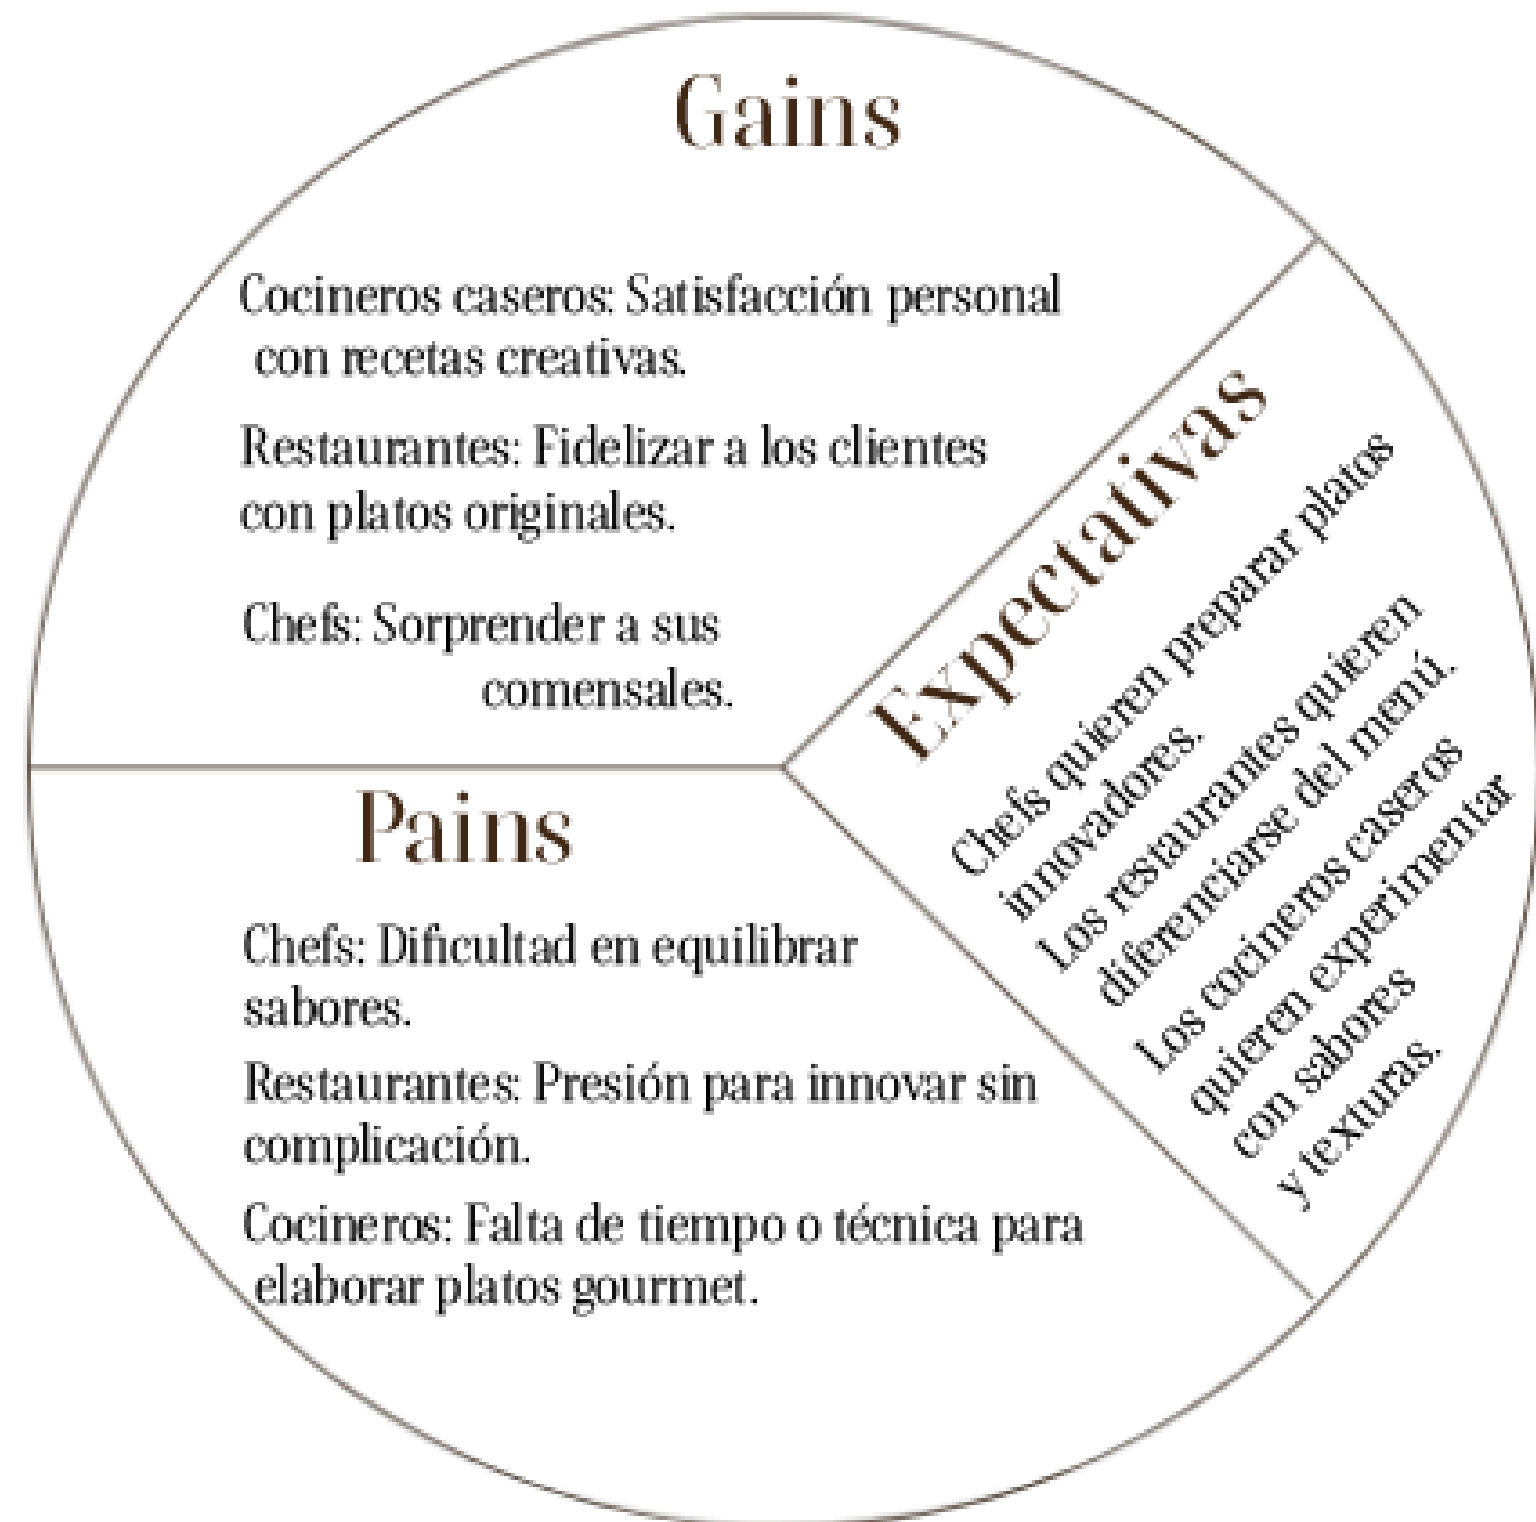 Gains
Cocineros caseros: Satisfacción personal
con recetas creativas.
Restaurantes: Fidelizar a los clientes
con platos originales.
Chefs: Sorprender a sus
comensales.
Expectativas
Chefs quieren preparar platos
innovadores.
Los restaurantes quieren
diferenciarse del menú.
Los cocineros caseros
quieren experimentar
con sabores
y texturas.
Pains
Chefs: Dificultad en equilibrar
sabores.
Restaurantes: Presión para innovar sin
complicación.
Cocineros: Falta de tiempo o técnica para
elaborar platos gourmet.